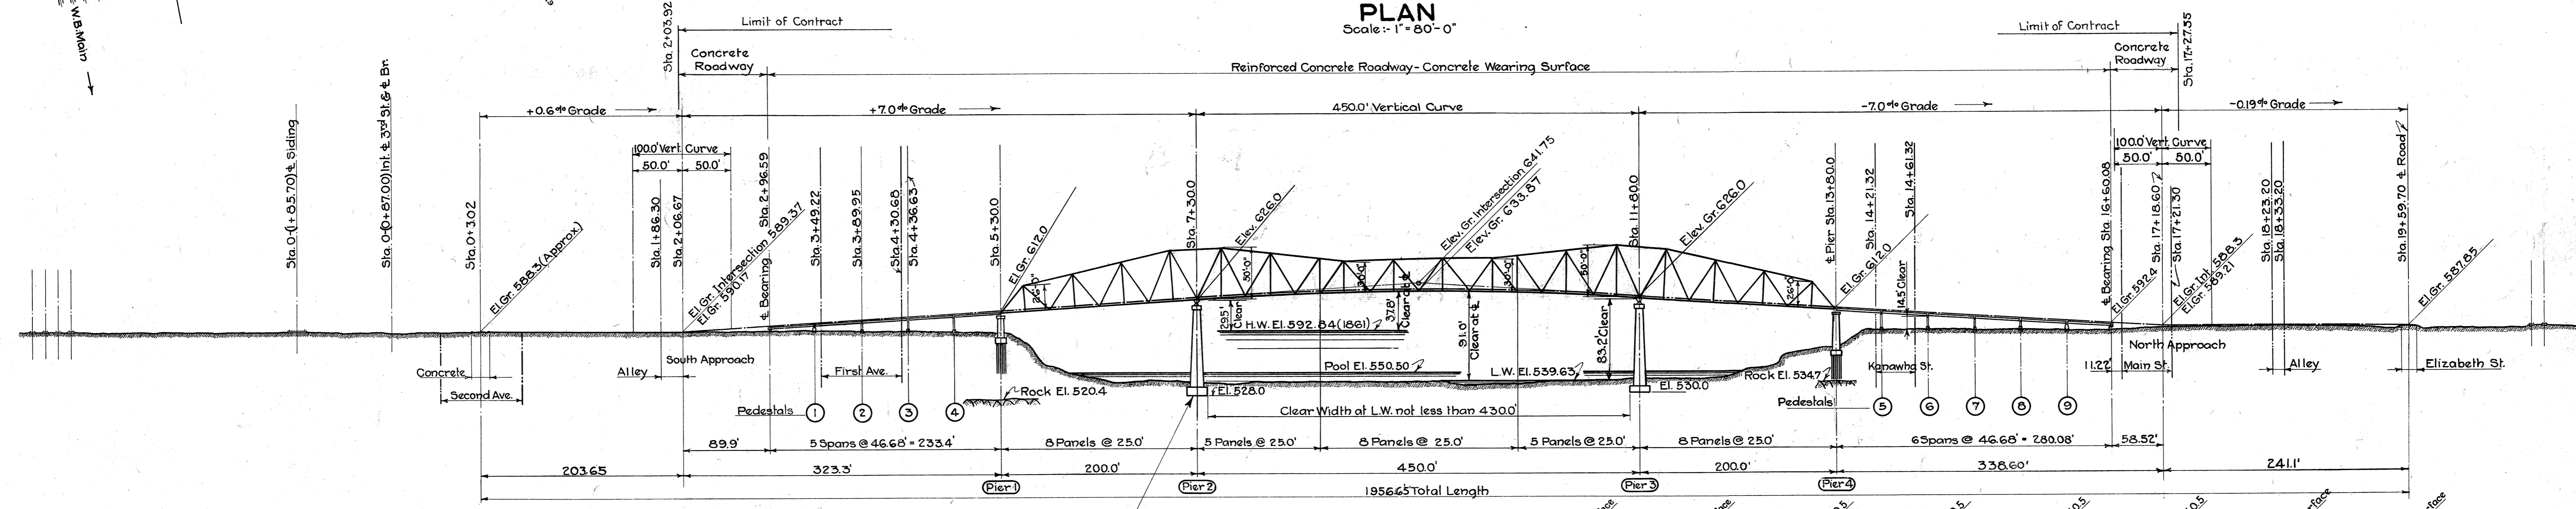 PLAN
Scale:- 1"=80'-0"
W.B.Main
Sta. 2+03.92
Limit of Contract
Limit of Contract
Sta. 17+27.55
Concrete
Roadway
Reinforced Concrete Roadway - Concrete Wearing Surface
Concrete
Roadway
+0.6% Grade
+7.0% Grade
450.0' Vertical Curve
-7.0% Grade
-0.19% Grade
100.0' Vert. Curve
50.0' 50.0'
100.0' Vert. Curve
50.0' 50.0'
Sta. 0-(1+85.70) ℄ Siding
Sta. 0-(0+87.00) Int. ℄ 3rd St. & ℄ Br.
Sta. 0+3.02
El. Gr. 588.3 (Approx)
Sta. 1+86.30
Sta. 2+06.67
El. Gr. Intersection 589.37
El. Gr. 590.17
℄ Bearing Sta. 2+96.59
Sta. 3+49.22
Sta. 3+89.95
Sta. 4+30.68
Sta. 4+36.63
Sta. 5+30.0
El. Gr. 612.0
26'-0"
Sta. 7+30.0
Elev. 626.0
50'-0"
30'-0"
Elev. Gr. Intersection 641.75
Elev. Gr. 633.87
30'-0"
50'-0"
Sta. 11+80.0
Elev. Gr. 626.0
26'-0"
℄ Pier Sta. 13+80.0
El. Gr. 612.0
Sta. 14+21.32
Sta. 14+61.32
14.5' Clear
℄ Bearing Sta. 16+60.08
El. Gr. 592.4
Sta. 17+18.60
Sta. 17+21.30
El. Gr. Int. 588.3
El. Gr. 589.21
Sta. 18+23.20
Sta. 18+33.20
Sta. 19+59.70 ℄ Road
El. Gr. 587.85
29.5' Clear
H.W. El. 592.84 (1861)
37.8' Clear at ℄
91.0' Clear at ℄
83.2' Clear
South Approach
North Approach
Concrete
Second Ave.
Alley
First Ave.
Pool El. 550.50
L.W. El. 539.63
Rock El. 534.7
Kanawha St.
11.22'
Main St.
Alley
Elizabeth St.
Rock El. 520.4
El. 528.0
El. 530.0
Pedestals 1 2 3 4
Clear Width at L.W. not less than 430.0'
Pedestals 5 6 7 8 9
89.9'
5 Spans @ 46.68' = 233.4'
8 Panels @ 25.0'
5 Panels @ 25.0'
8 Panels @ 25.0'
5 Panels @ 25.0'
8 Panels @ 25.0'
6 Spans @ 46.68' = 280.08'
58.52'
203.65
323.3'
200.0'
450.0'
200.0'
338.60'
241.1'
Pier 1
Pier 2
Pier 3
Pier 4
1956.65 Total Length